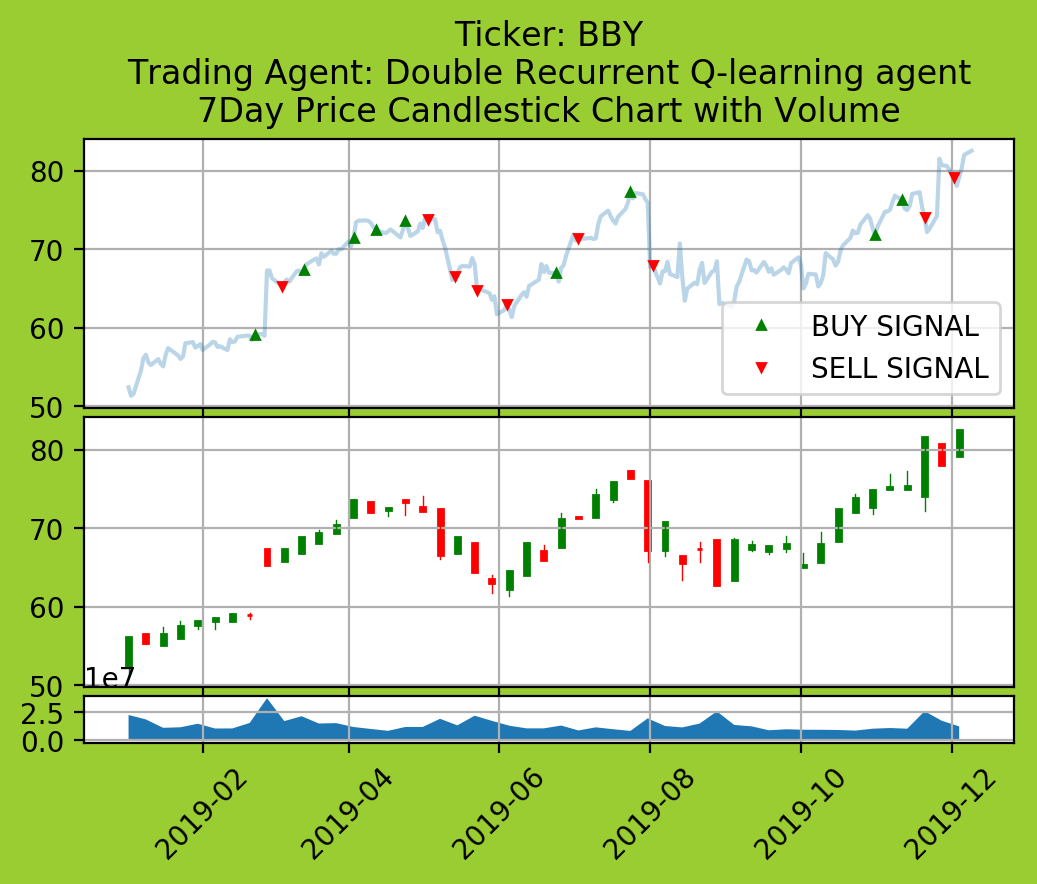 Ticker: BBY
Trading Agent: Double Recurrent Q-learning agent
7Day Price Candlestick Chart with Volume
80
70
60
50
BUY SIGNAL
SELL SIGNAL
80
70
60
50
1e7
2.5
0.0
2019-02
2019-04
2019-06
2019-08
2019-10
2019-12